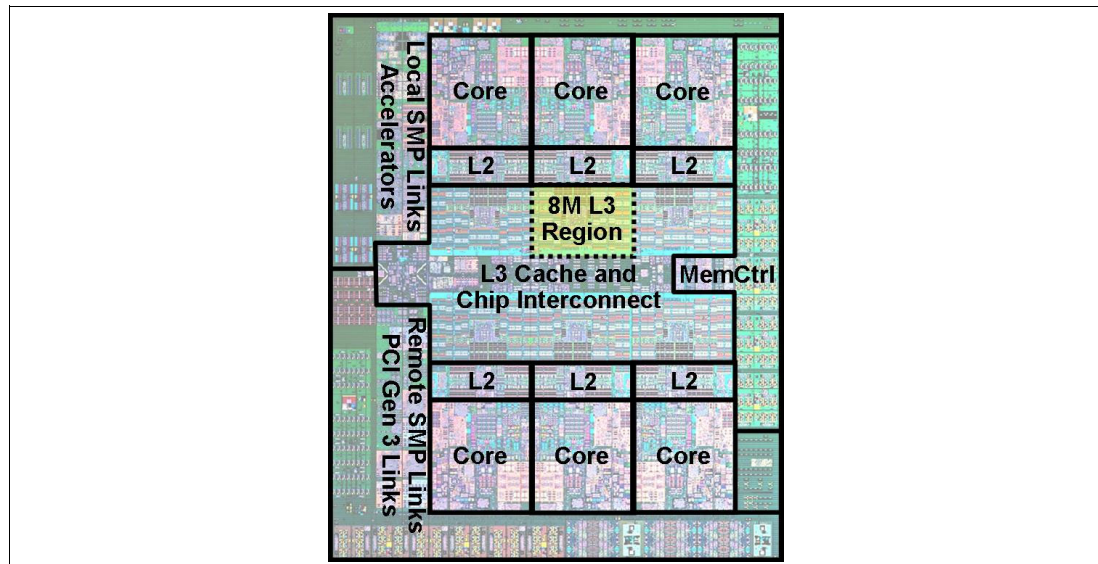 Local SMP Links
Accelerators
Core
Core
Core
L2
L2
L2
8M L3
Region
L3 Cache and
Chip Interconnect
MemCtrl
Remote SMP Links
PCI Gen 3 Links
L2
L2
L2
Core
Core
Core